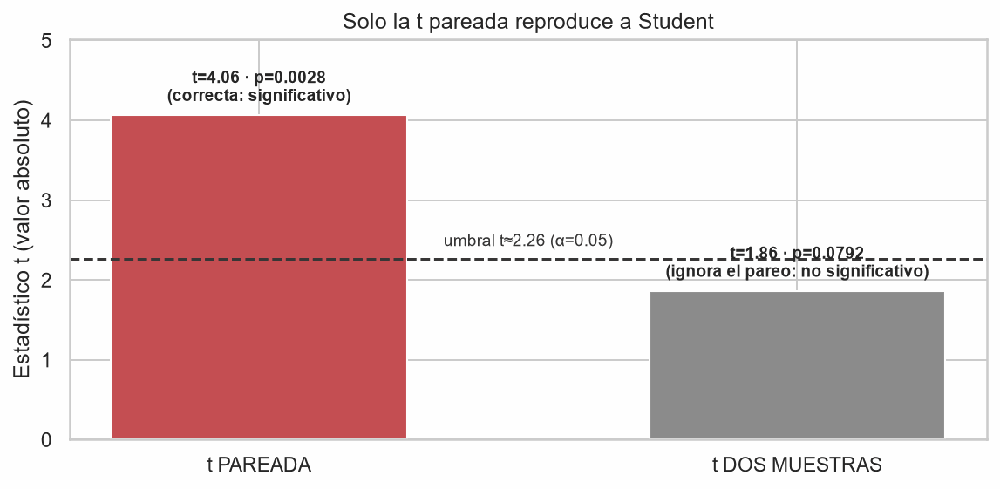 Solo la t pareada reproduce a Student
Estadístico t (valor absoluto)
5
4
3
2
1
0
t=4.06 · p=0.0028
(correcta: significativo)
umbral t≈2.26 (α=0.05)
t=1.86 · p=0.0792
(ignora el pareo: no significativo)
t PAREADA
t DOS MUESTRAS